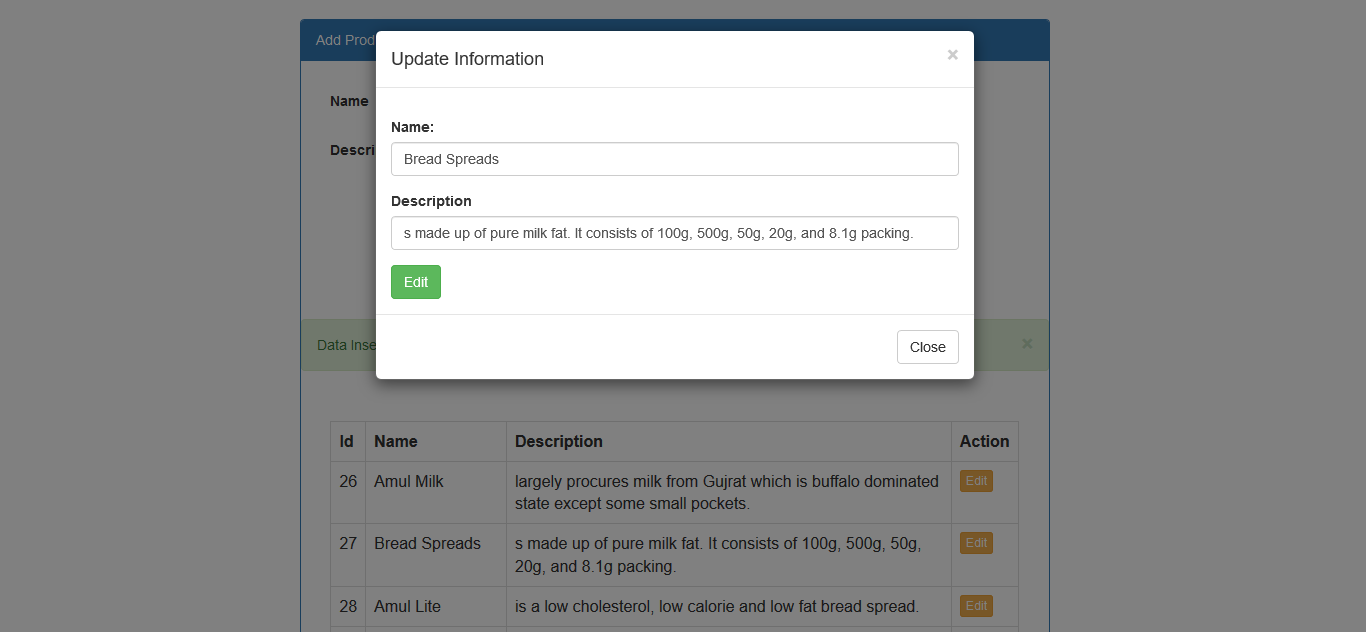 Add Prod
Update Information
×
Name
Name:
Bread Spreads
Descri
Description
s made up of pure milk fat. It consists of 100g, 500g, 50g, 20g, and 8.1g packing.
Edit
Data Inse
×
Close
Id Name Description Action
26 Amul Milk largely procures milk from Gujrat which is buffalo dominated Edit
state except some small pockets.
27 Bread Spreads s made up of pure milk fat. It consists of 100g, 500g, 50g, Edit
20g, and 8.1g packing.
28 Amul Lite is a low cholesterol, low calorie and low fat bread spread. Edit